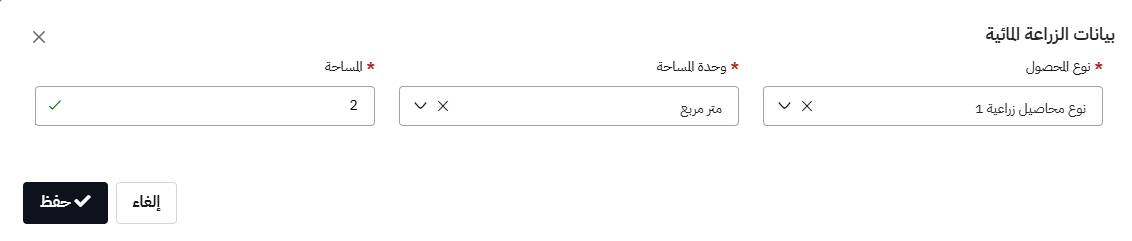 بيانات الزراعة المائية
* نوع المحصول
* وحدة المساحة
* المساحة
نوع محاصيل زراعية 1
متر مربع
2
إلغاء
حفظ